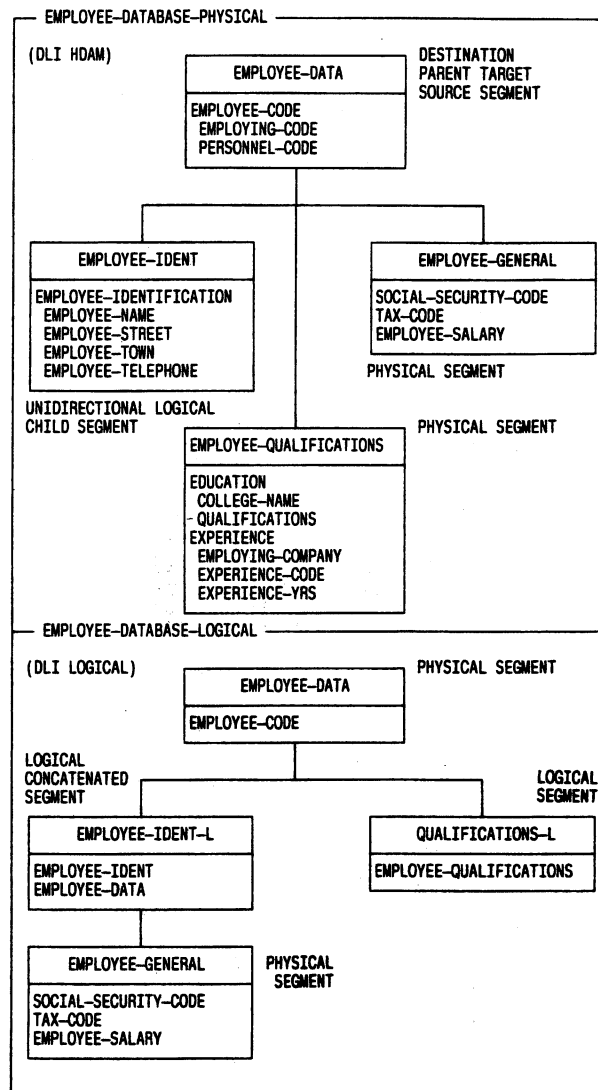 EMPLOYEE-DATABASE-PHYSICAL
(DLI HDAM)
EMPLOYEE-DATA
DESTINATION
PARENT TARGET
SOURCE SEGMENT
EMPLOYEE-CODE
EMPLOYING-CODE
PERSONNEL-CODE
EMPLOYEE-IDENT
EMPLOYEE-IDENTIFICATION
EMPLOYEE-NAME
EMPLOYEE-STREET
EMPLOYEE-TOWN
EMPLOYEE-TELEPHONE
UNIDIRECTIONAL LOGICAL
CHILD SEGMENT
EMPLOYEE-GENERAL
SOCIAL-SECURITY-CODE
TAX-CODE
EMPLOYEE-SALARY
PHYSICAL SEGMENT
EMPLOYEE-QUALIFICATIONS
PHYSICAL SEGMENT
EDUCATION
COLLEGE-NAME
QUALIFICATIONS
EXPERIENCE
EMPLOYING-COMPANY
EXPERIENCE-CODE
EXPERIENCE-YRS
EMPLOYEE-DATABASE-LOGICAL
(DLI LOGICAL)
EMPLOYEE-DATA
PHYSICAL SEGMENT
EMPLOYEE-CODE
LOGICAL
CONCATENATED
SEGMENT
EMPLOYEE-IDENT-L
EMPLOYEE-IDENT
EMPLOYEE-DATA
LOGICAL
SEGMENT
QUALIFICATIONS-L
EMPLOYEE-QUALIFICATIONS
EMPLOYEE-GENERAL
PHYSICAL
SEGMENT
SOCIAL-SECURITY-CODE
TAX-CODE
EMPLOYEE-SALARY